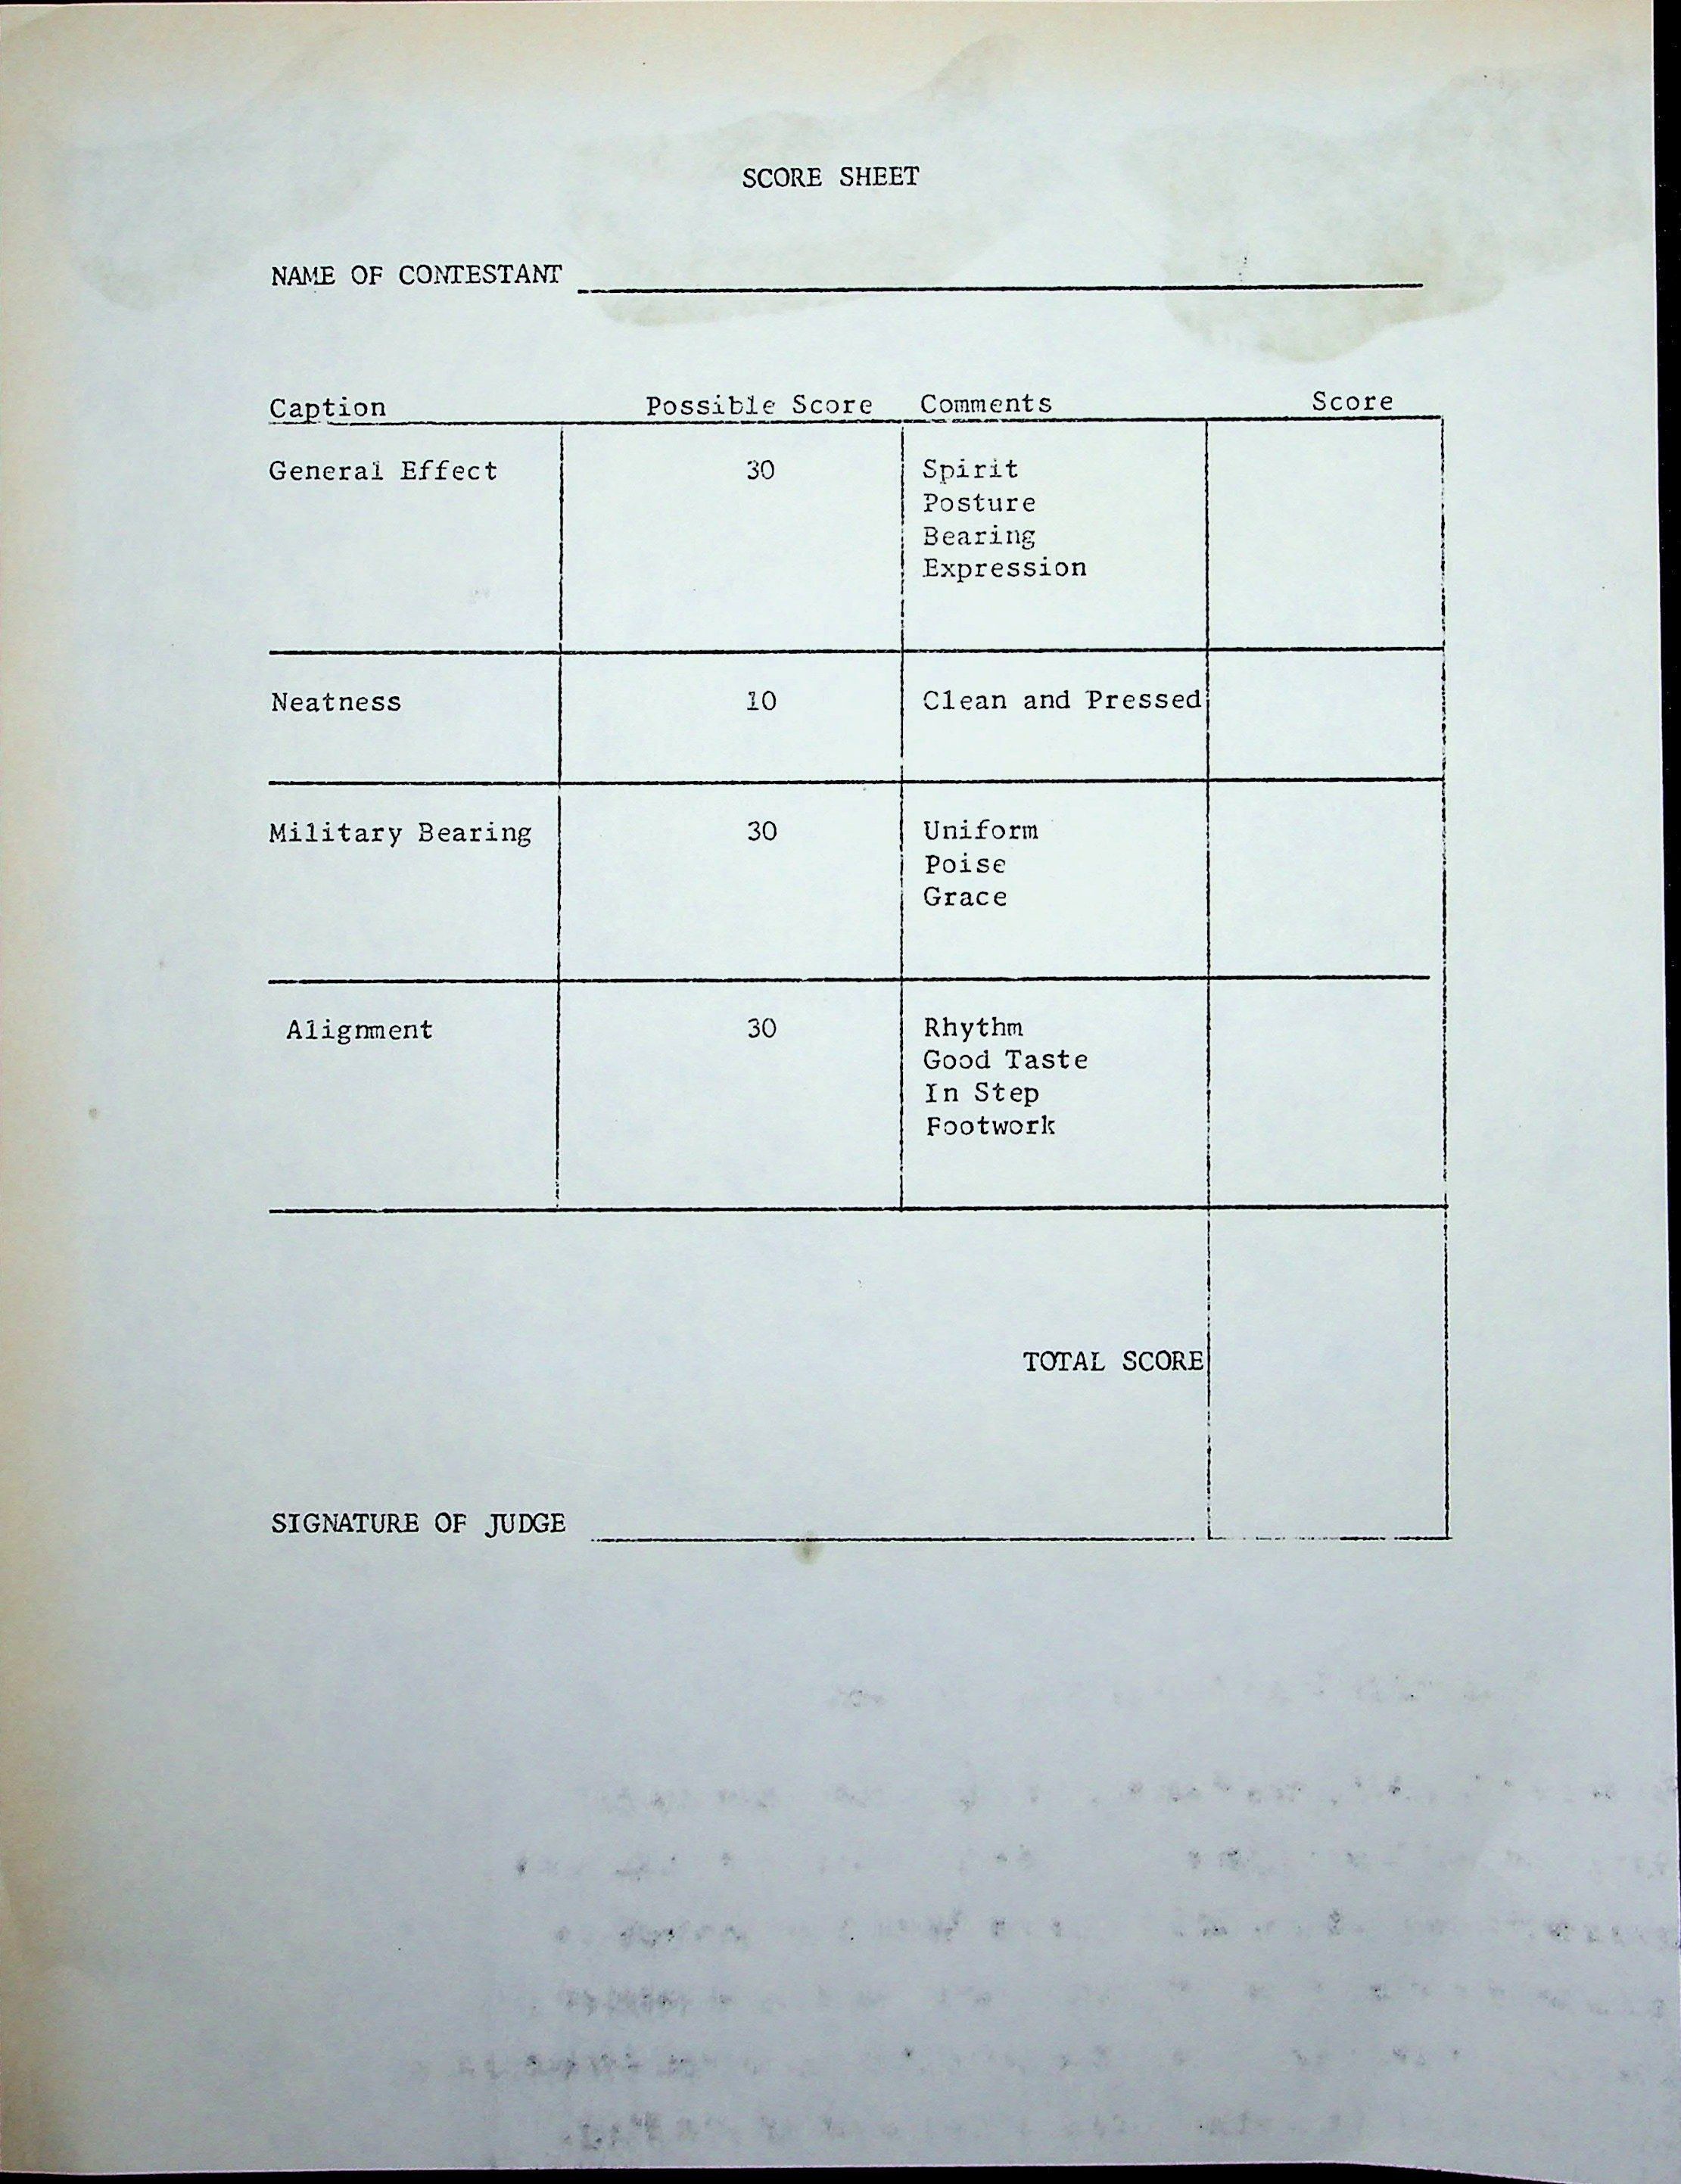 SCORE SHEET
NAME OF CONTESTANT
Caption Possible Score Comments Score
General Effect 30 Spirit
Posture
Bearing
Expression
Neatness 10 Clean and Pressed
Military Bearing 30 Uniform
Poise
Grace
Alignment 30 Rhythm
Good Taste
In Step
Footwork
TOTAL SCORE
SIGNATURE OF JUDGE